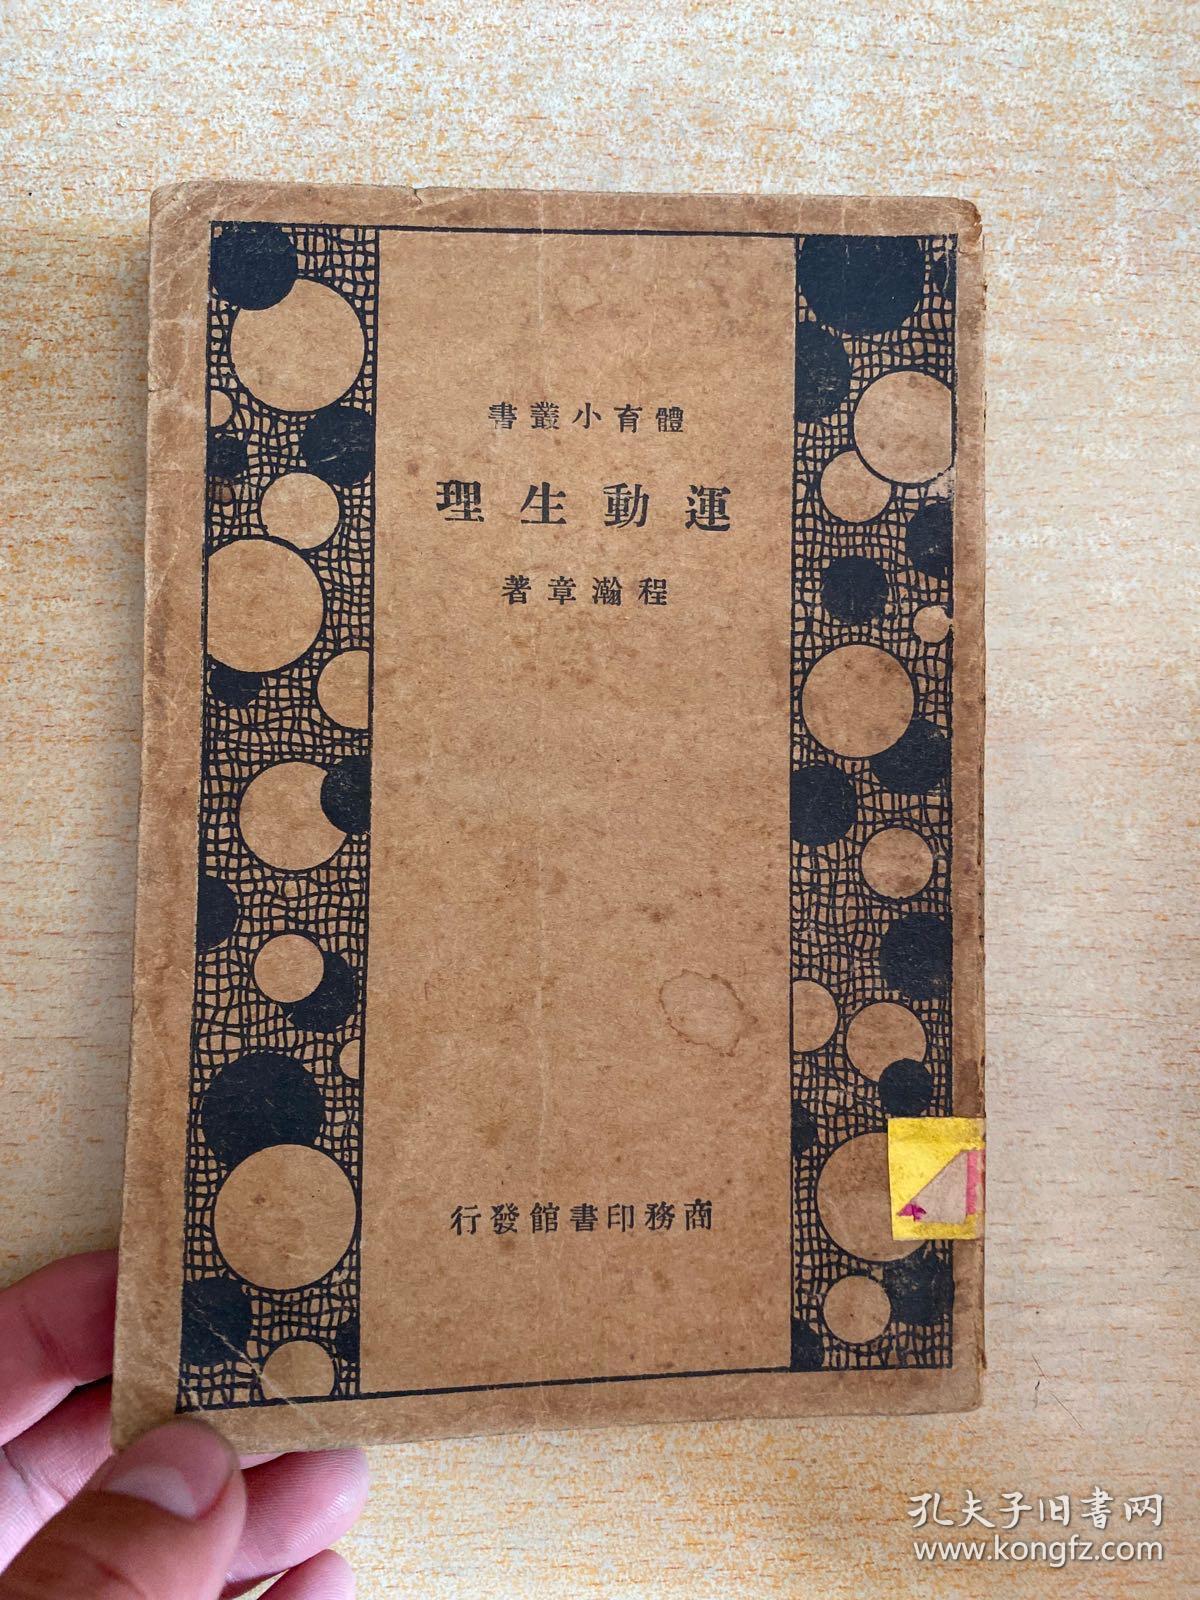 體育小叢書
運動生理
程瀚章著
商務印書館發行
孔夫子旧书网
www.kongfz.com